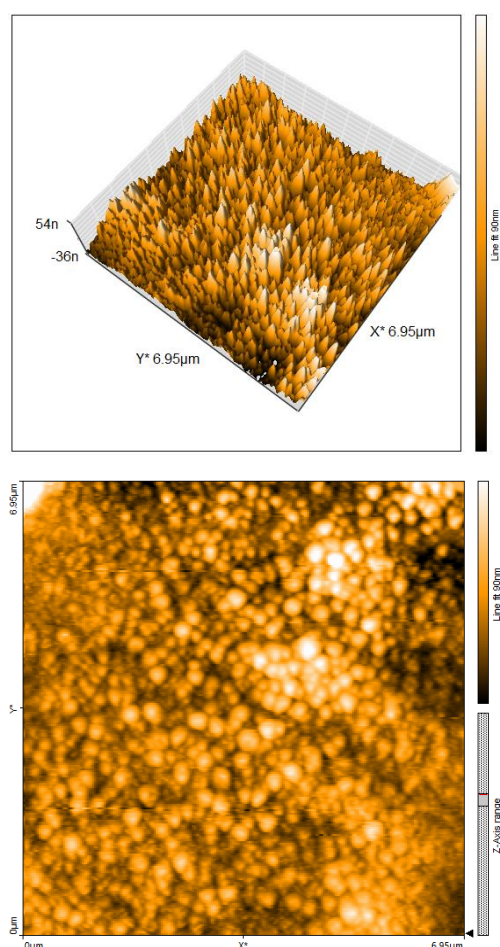 54n
-36n
Y* 6.95µm
X* 6.95µm
Line fit 90nm
6.95µm
Y*
0µm
0µm
X*
6.95µm
Line fit 90nm
Z-Axis range